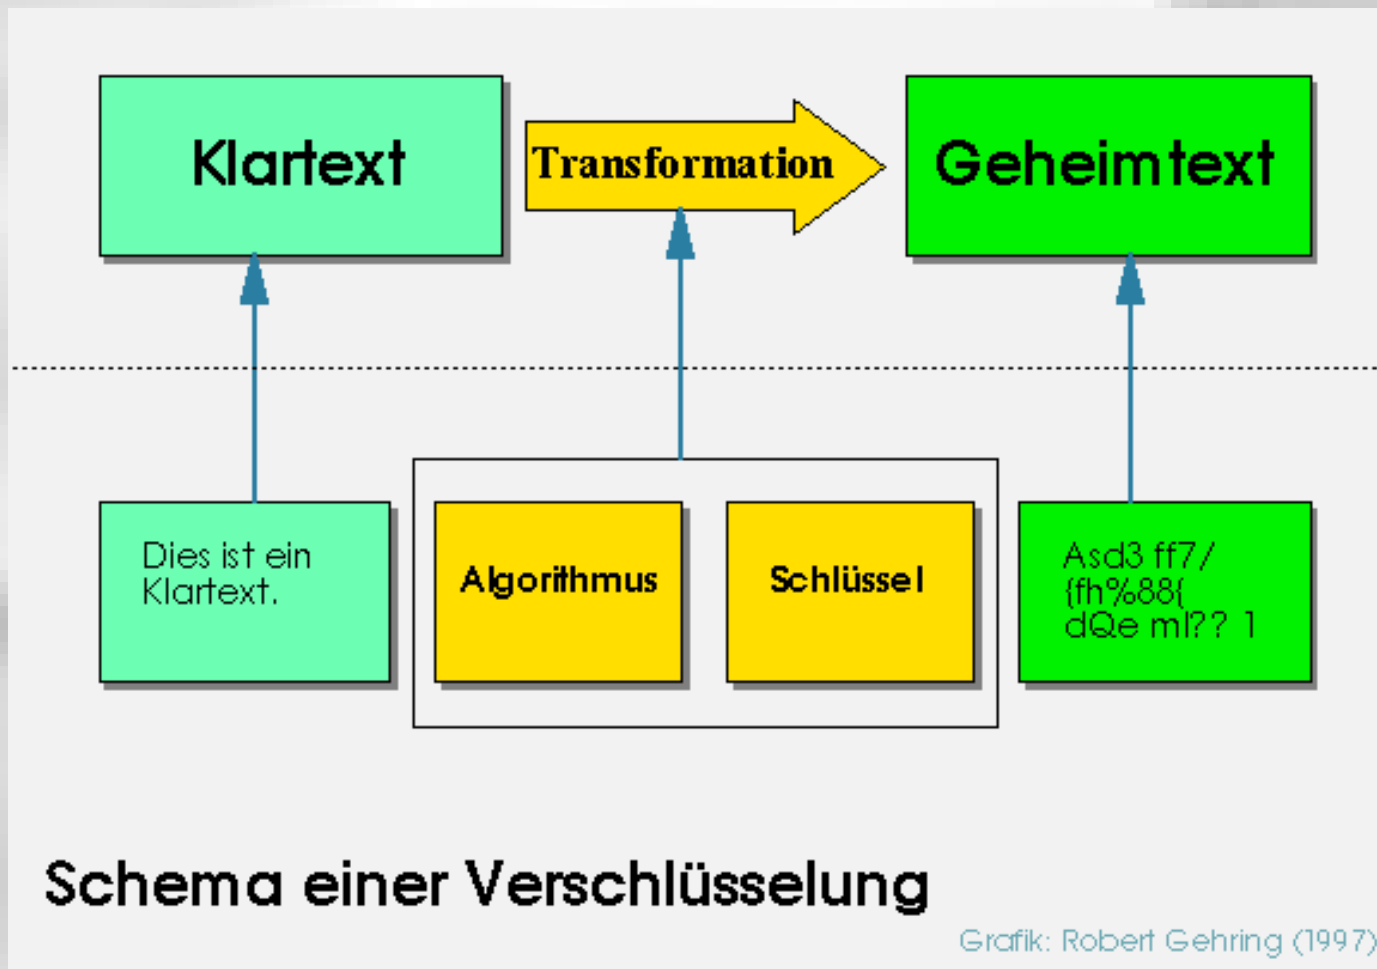 Klartext
Transformation
Geheimtext
Dies ist ein
Klartext.
Algorithmus
Schlüssel
Asd3 ff7/
{fh%88{
dQe ml?? 1
Schema einer Verschlüsselung
Grafik: Robert Gehring (1997)